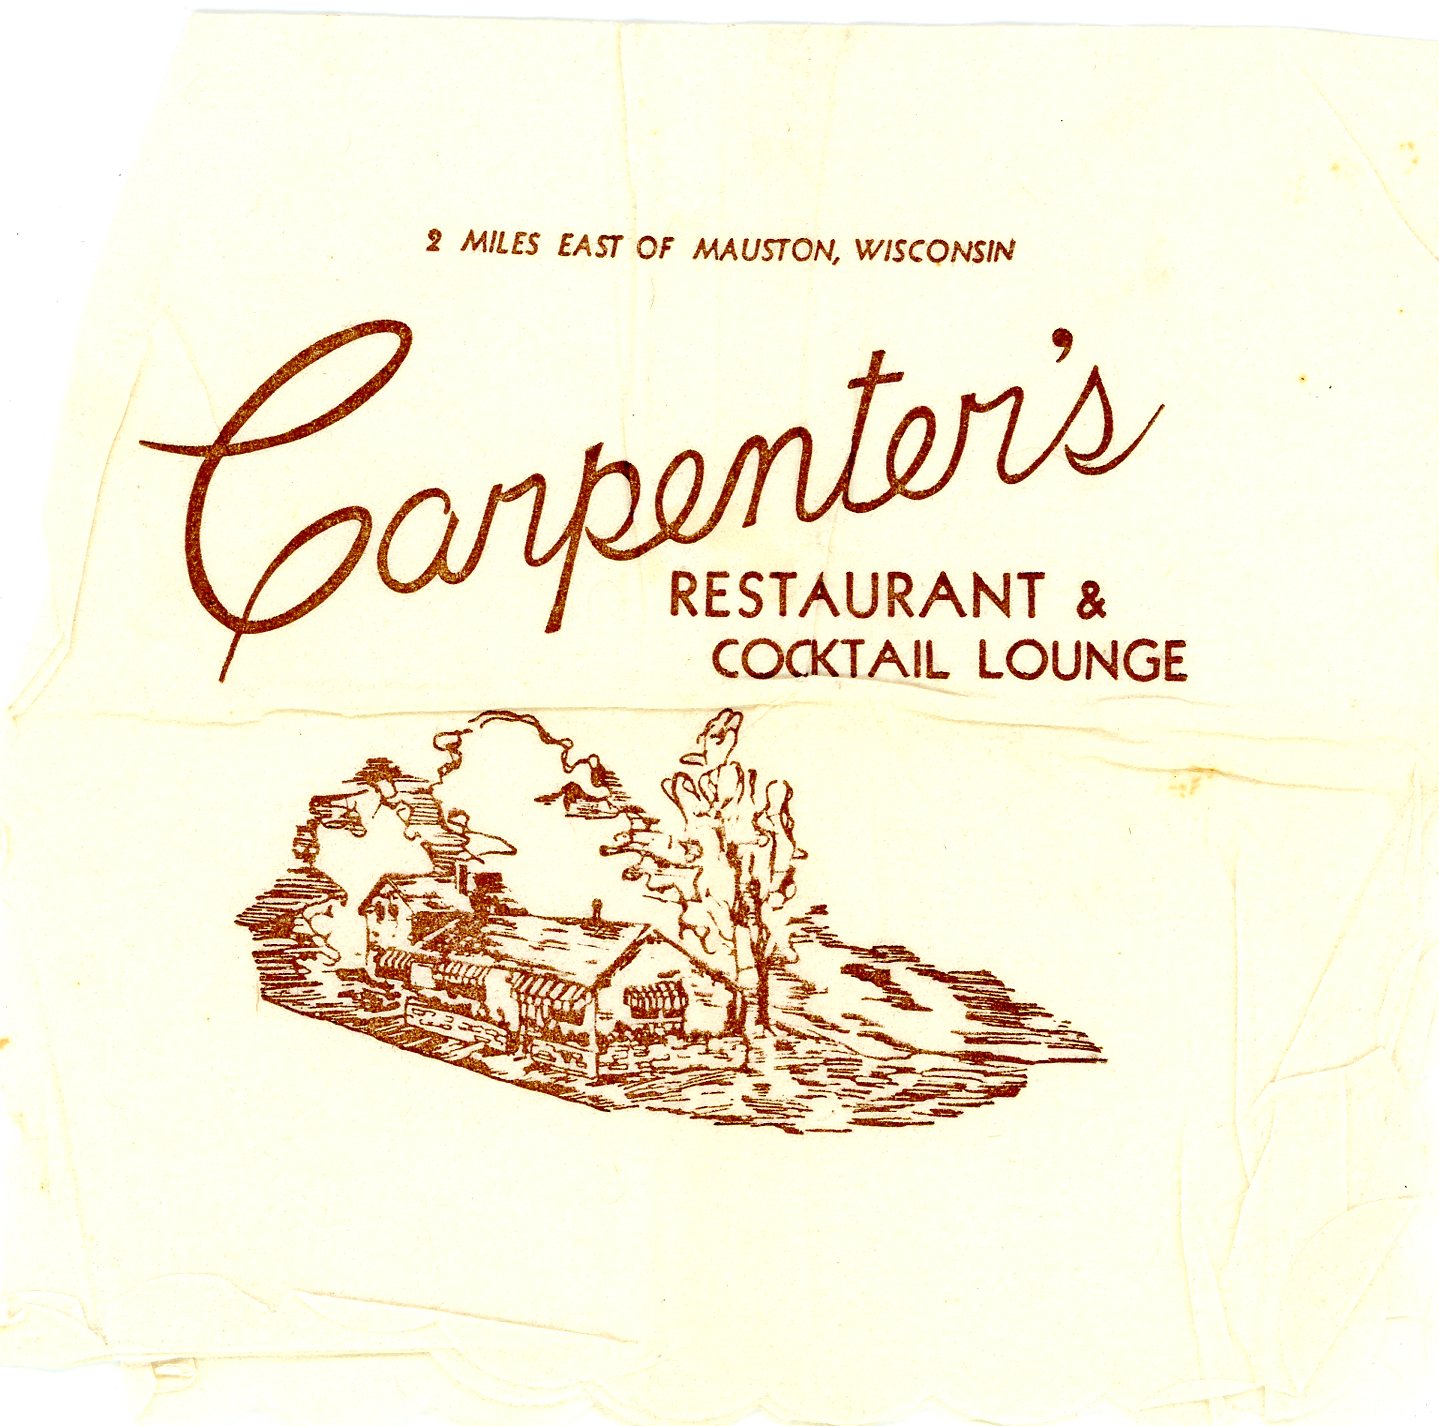 2 MILES EAST OF MAUSTON, WISCONSIN
Carpenter's
RESTAURANT &
COCKTAIL LOUNGE